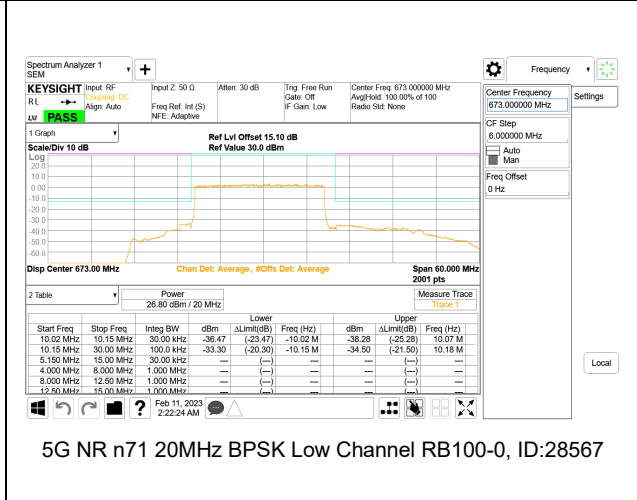 Spectrum Analyzer 1
SEM
+
Frequency
KEYSIGHT
Input: RF
Coupling: DC
Align: Auto
Input Z: 50 Ω
Freq Ref: Int (S)
NFE: Adaptive
Atten: 30 dB
Trig: Free Run
Gate: Off
IF Gain: Low
Center Freq: 673.000000 MHz
Avg|Hold: 100.00% of 100
Radio Std: None
R L
PASS
Center Frequency
673.000000 MHz
Settings
CF Step
6.000000 MHz
Auto
Man
Freq Offset
0 Hz
1 Graph
Scale/Div 10 dB
Ref Lvl Offset 15.10 dB
Ref Value 30.0 dBm
Log
20.0
10.0
0.00
-10.0
-20.0
-30.0
-40.0
-50.0
-60.0
Disp Center 673.00 MHz
Chan Det: Average , #Offs Det: Average
Span 60.000 MHz
2001 pts
2 Table
Power
26.80 dBm / 20 MHz
Measure Trace
Trace 1
Lower Upper
Start Freq Stop Freq Integ BW dBm ΔLimit(dB) Freq (Hz) dBm ΔLimit(dB) Freq (Hz)
10.02 MHz 10.15 MHz 30.00 kHz -36.47 (-23.47) -10.02 M -38.28 (-25.28) 10.07 M
10.15 MHz 30.00 MHz 100.0 kHz -33.30 (-20.30) -10.15 M -34.50 (-21.50) 10.18 M
5.150 MHz 15.00 MHz 30.00 kHz --- (---) --- --- (---) ---
4.000 MHz 8.000 MHz 1.000 MHz --- (---) --- --- (---) ---
8.000 MHz 12.50 MHz 1.000 MHz --- (---) --- --- (---) ---
12.50 MHz 15.00 MHz 1.000 MHz --- (---) --- --- (---) ---
Local
?
Feb 11, 2023
2:22:24 AM
5G NR n71 20MHz BPSK Low Channel RB100-0, ID:28567